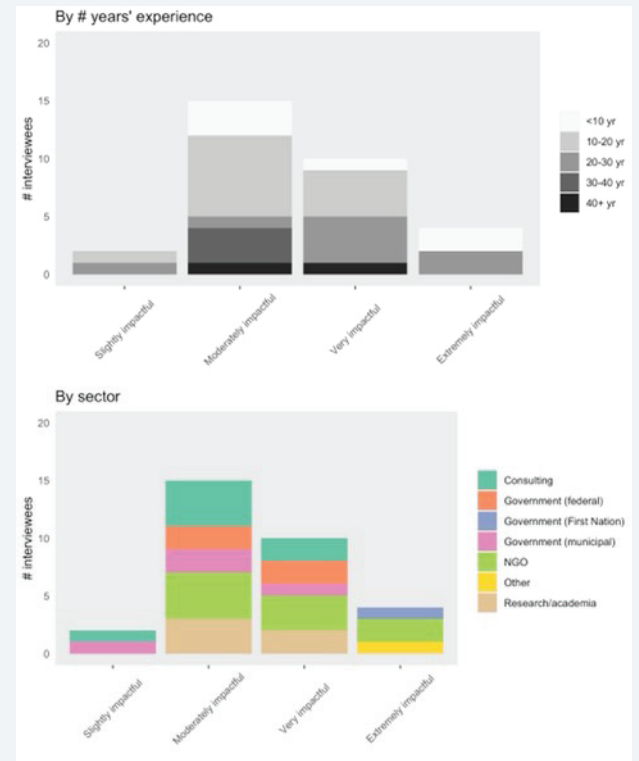 By # years' experience
20
15
10
5
0
# interviewees
Slightly impactful
Moderately impactful
Very impactful
Extremely impactful
<10 yr
10-20 yr
20-30 yr
30-40 yr
40+ yr
By sector
20
15
10
5
0
# interviewees
Slightly impactful
Moderately impactful
Very impactful
Extremely impactful
Consulting
Government (federal)
Government (First Nation)
Government (municipal)
NGO
Other
Research/academia